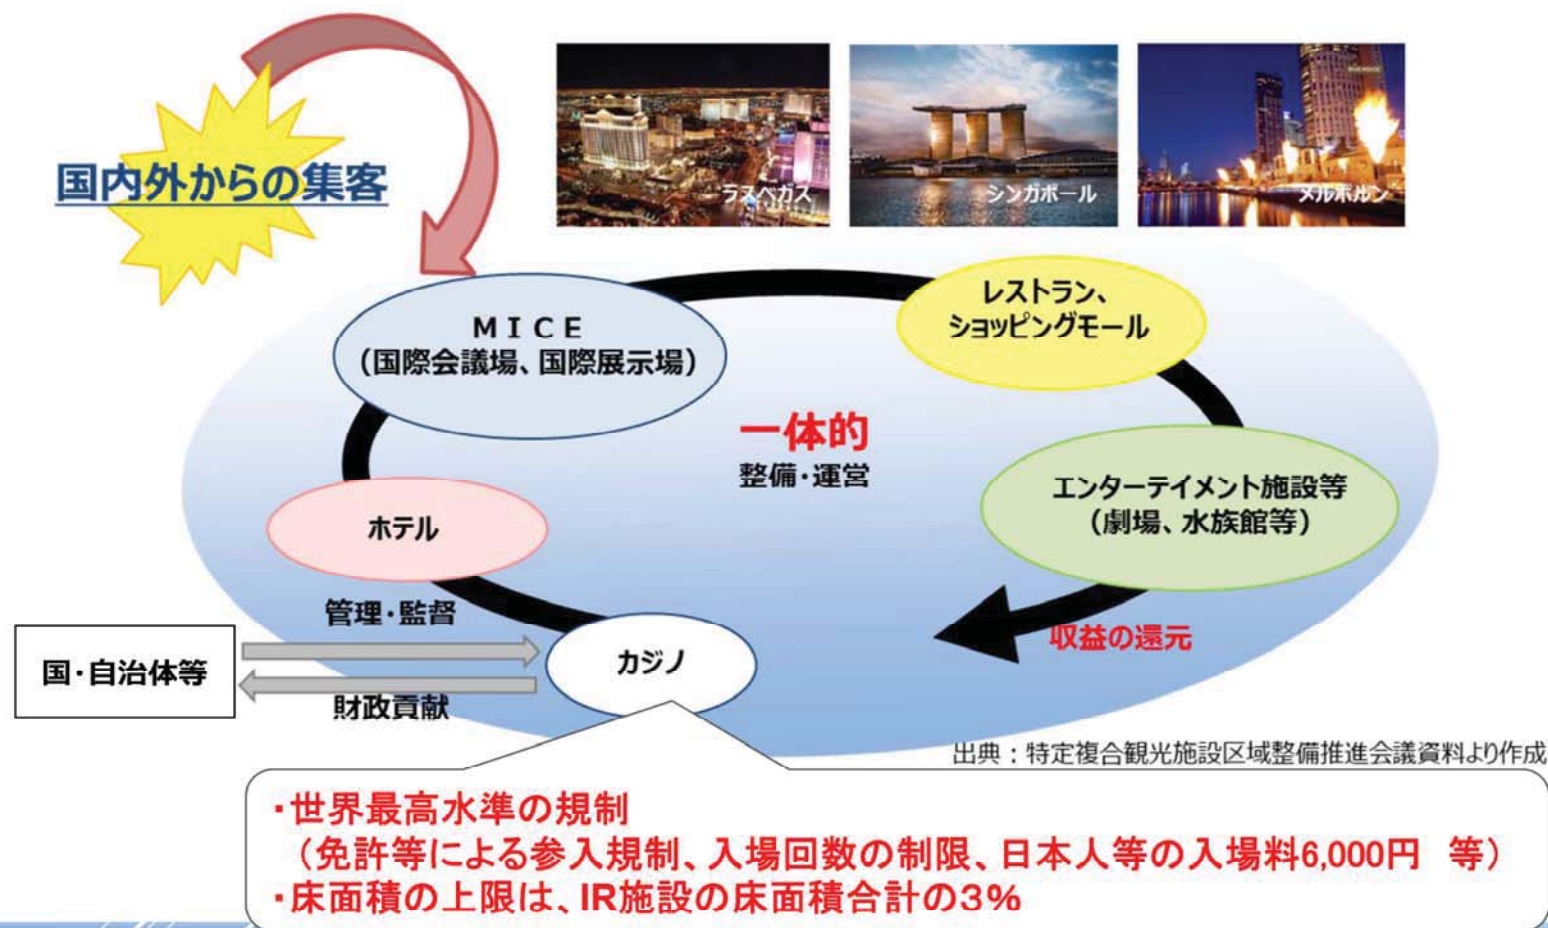 国内外からの集客
ラスベガス
シンガポール
メルボルン
ＭＩＣＥ
（国際会議場、国際展示場）
レストラン、
ショッピングモール
一体的
整備・運営
エンターテイメント施設等
（劇場、水族館等）
ホテル
管理・監督
国・自治体等
カジノ
収益の還元
財政貢献
出典：特定複合観光施設区域整備推進会議資料より作成
・世界最高水準の規制
（免許等による参入規制、入場回数の制限、日本人等の入場料6,000円　等）
・床面積の上限は、IR施設の床面積合計の３％